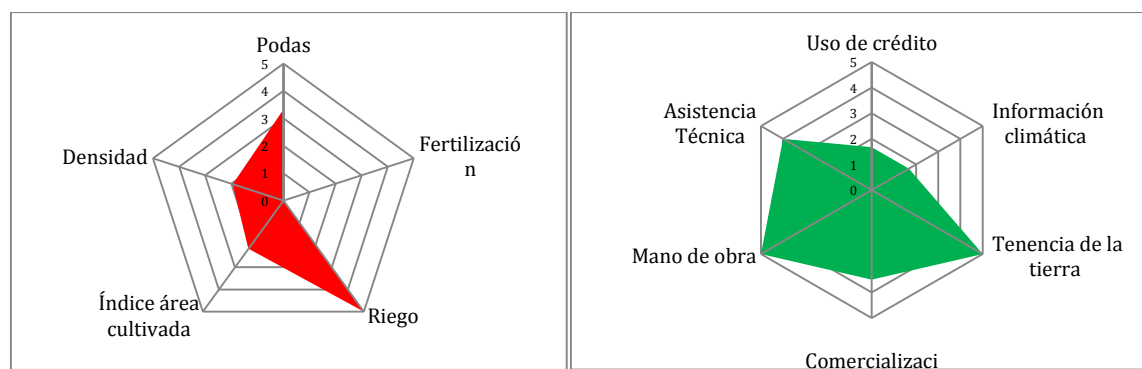 Podas
5
4
3
2
1
0
Fertilizació
n
Riego
Índice área
cultivada
Densidad
Uso de crédito
5
4
3
2
1
0
Información
climática
Tenencia de la
tierra
Comercializaci
Mano de obra
Asistencia
Técnica